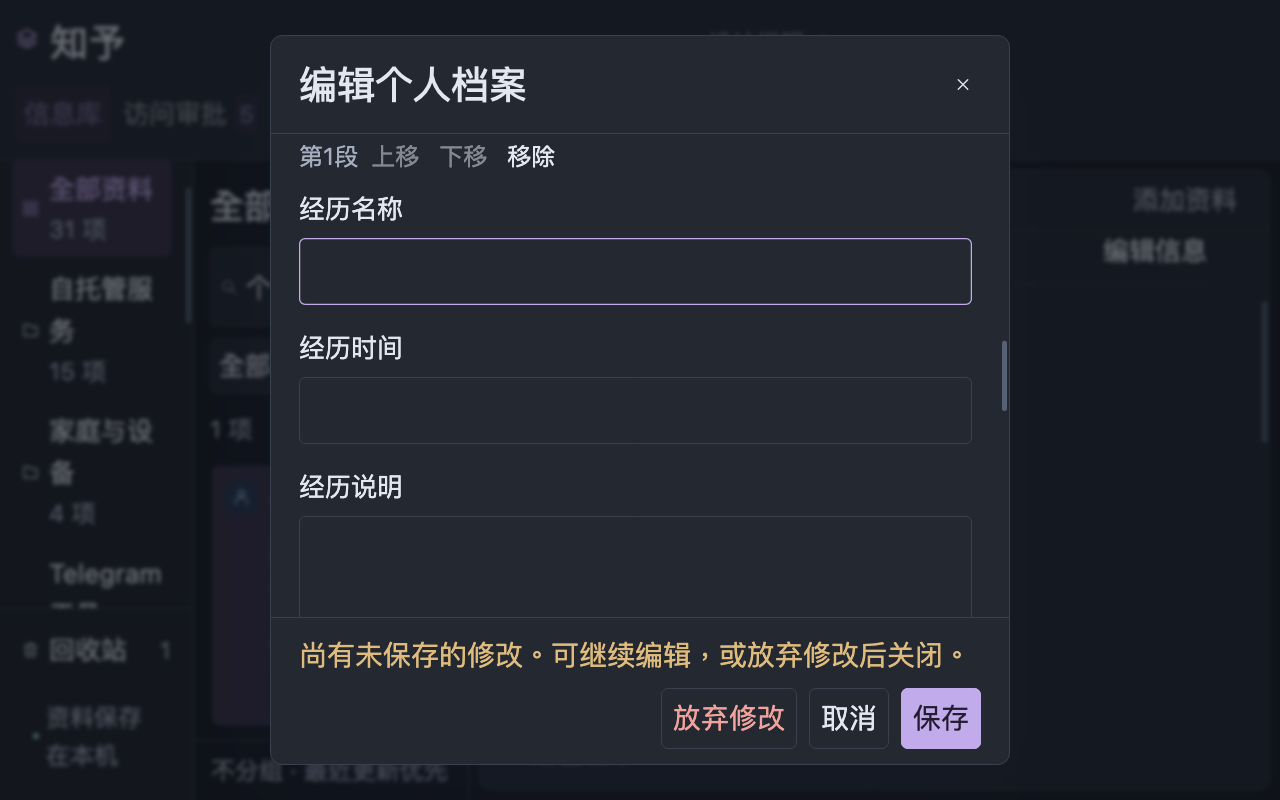 知予
编辑个人档案
信息库 访问审批 5
第1段 上移 下移 移除
全部资料
31 项
全部
添加资料
经历名称
编辑信息
自托管服
务
15 项
个
经历时间
全部
家庭与设
备
4 项
1 项
经历说明
Telegram
回收站 1
尚有未保存的修改。可继续编辑，或放弃修改后关闭。
放弃修改 取消 保存
资料保存
在本机
不分组 · 最近更新优先